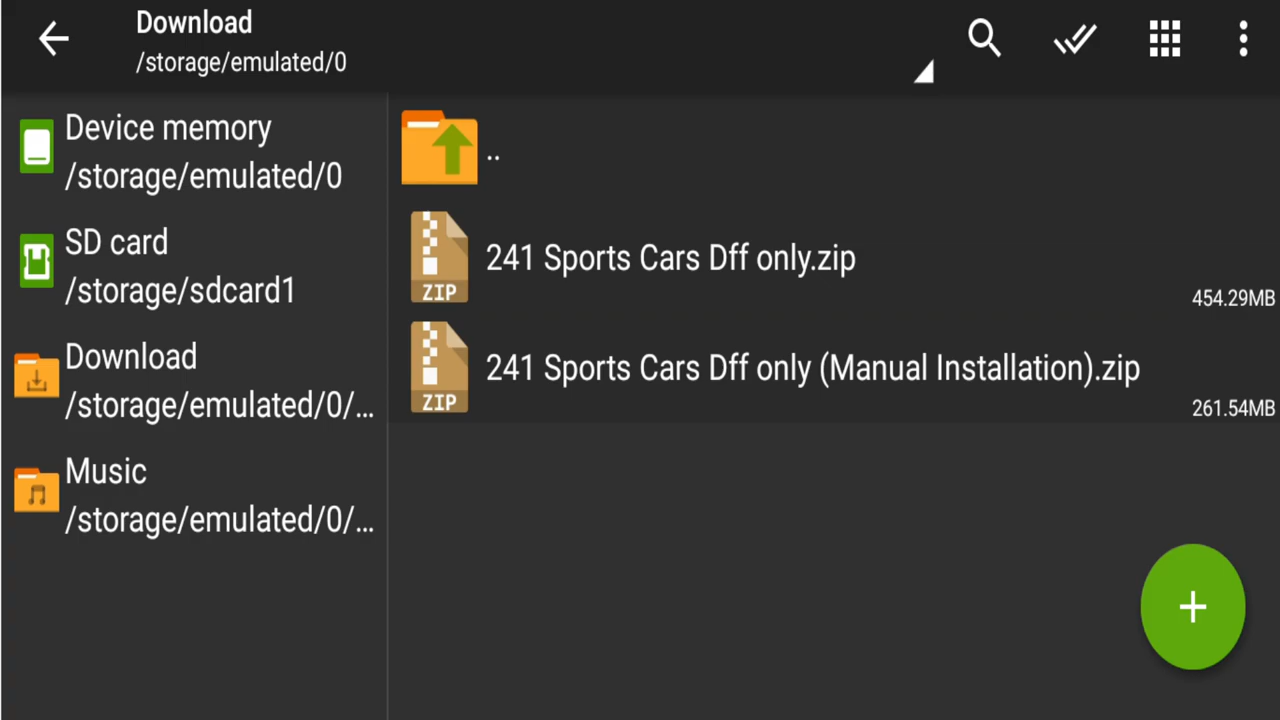 Download
/storage/emulated/0
Device memory
/storage/emulated/0
SD card
/storage/sdcard1
Download
/storage/emulated/0/...
Music
/storage/emulated/0/...
..
ZIP
241 Sports Cars Dff only.zip
454.29MB
ZIP
241 Sports Cars Dff only (Manual Installation).zip
261.54MB